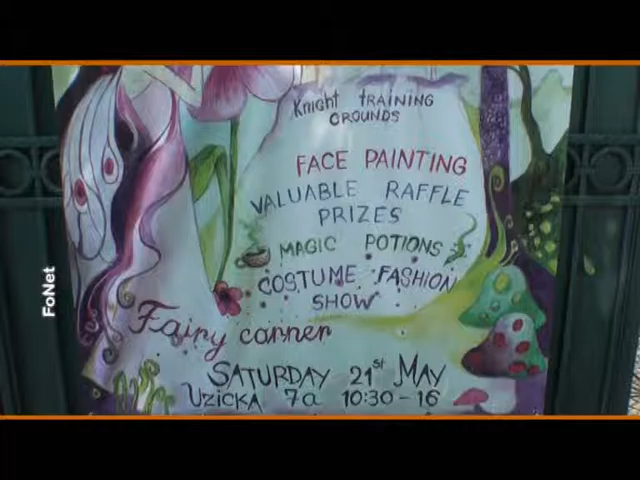 Knight TRAINING
GROUNDS
FACE PAINTING
VALUABLE RAFFLE
PRIZES
MAGIC POTIONS
COSTUME FASHION
SHOW
Fairy corner
SATURDAY 21st MAY
UZICKA 7a 10:30 - 16
FoNet